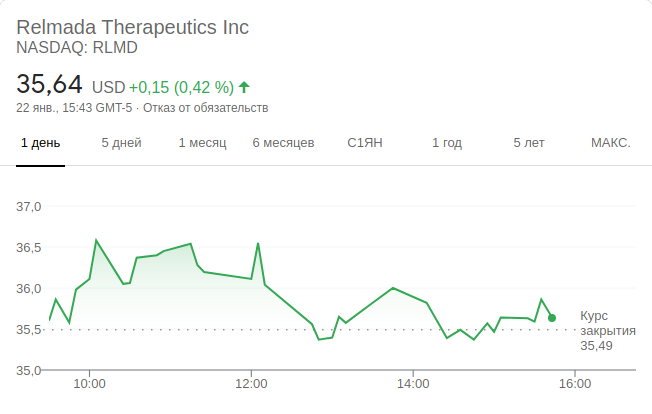 Relmada Therapeutics Inc
NASDAQ: RLMD
35,64 USD +0,15 (0,42 %)
22 янв., 15:43 GMT-5 · Отказ от обязательств
1 день 5 дней 1 месяц 6 месяцев С1ЯН 1 год 5 лет МАКС.
37,0
36,5
36,0
35,5
35,0
Курс
закрытия
35,49
10:00 12:00 14:00 16:00